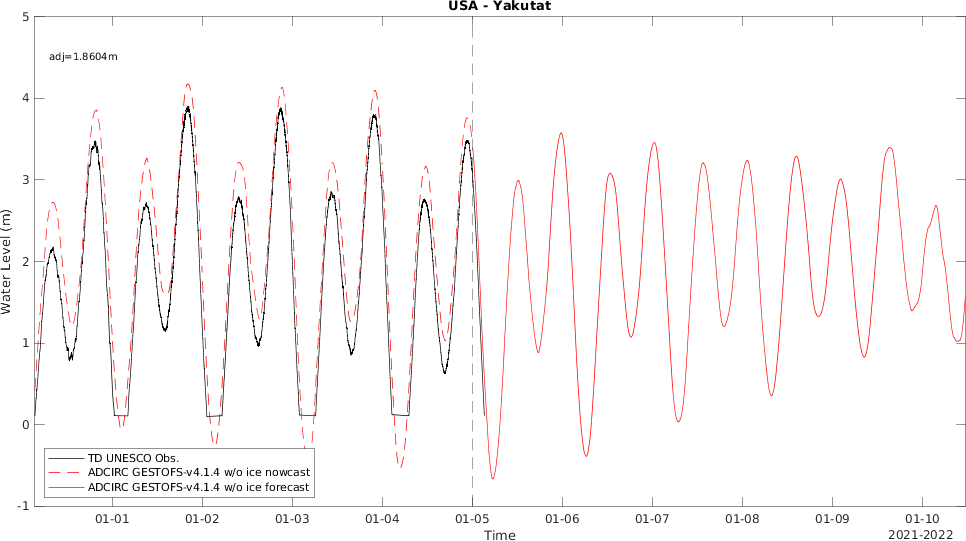 USA - Yakutat
5
adj=1.8604m
4
3
2
1
0
-1
Water Level (m)
TD UNESCO Obs.
ADCIRC GESTOFS-v4.1.4 w/o ice nowcast
ADCIRC GESTOFS-v4.1.4 w/o ice forecast
01-01 01-02 01-03 01-04 01-05 01-06 01-07 01-08 01-09 01-10
Time
2021-2022